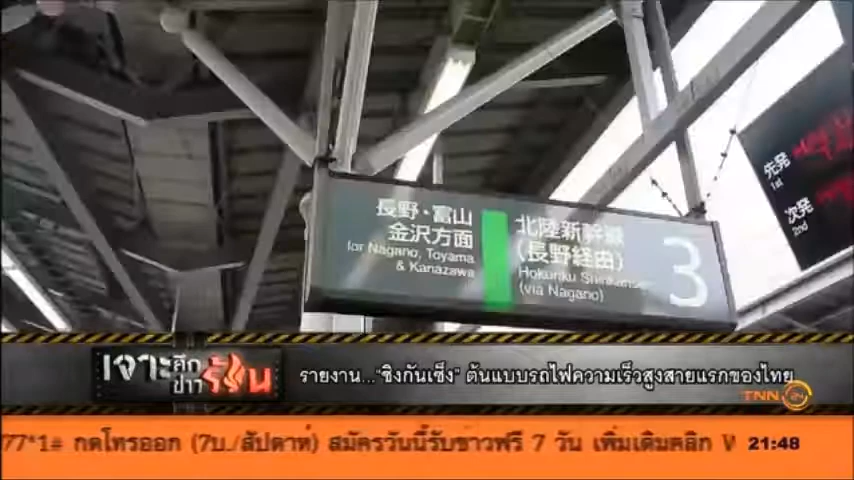 長野・富山
金沢方面
for Nagano, Toyama
& Kanazawa
北陸新幹線
(長野経由)
Hokuriku Shinkansen
(via Nagano)
3
先発
1st
次発
2nd
เจาะลึก
ข่าวร้อน
รายงาน..."ชิงกันเซ็ง" ต้นแบบรถไฟความเร็วสูงสายแรกของไทย
TNN 24
77*1# กดโทรออก (7บ./สัปดาห์) สมัครวันนี้รับข่าวฟรี 7 วัน เพิ่มเติมคลิก
21:48